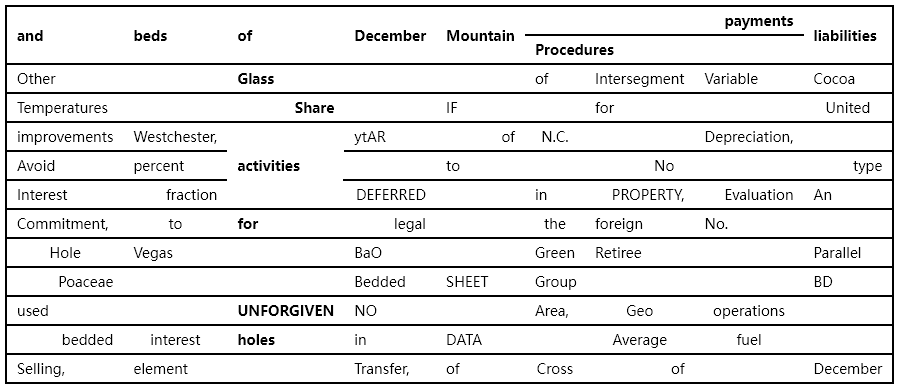 payments
and beds of December Mountain liabilities
Procedures
Other Glass of Intersegment Variable Cocoa
Temperatures Share IF for United
improvements Westchester, ytAR of N.C. Depreciation,
Avoid percent activities to No type
Interest fraction DEFERRED in PROPERTY, Evaluation An
Commitment, to for legal the foreign No.
Hole Vegas BaO Green Retiree Parallel
Poaceae Bedded SHEET Group BD
used UNFORGIVEN NO Area, Geo operations
bedded interest holes in DATA Average fuel
Selling, element Transfer, of Cross of December